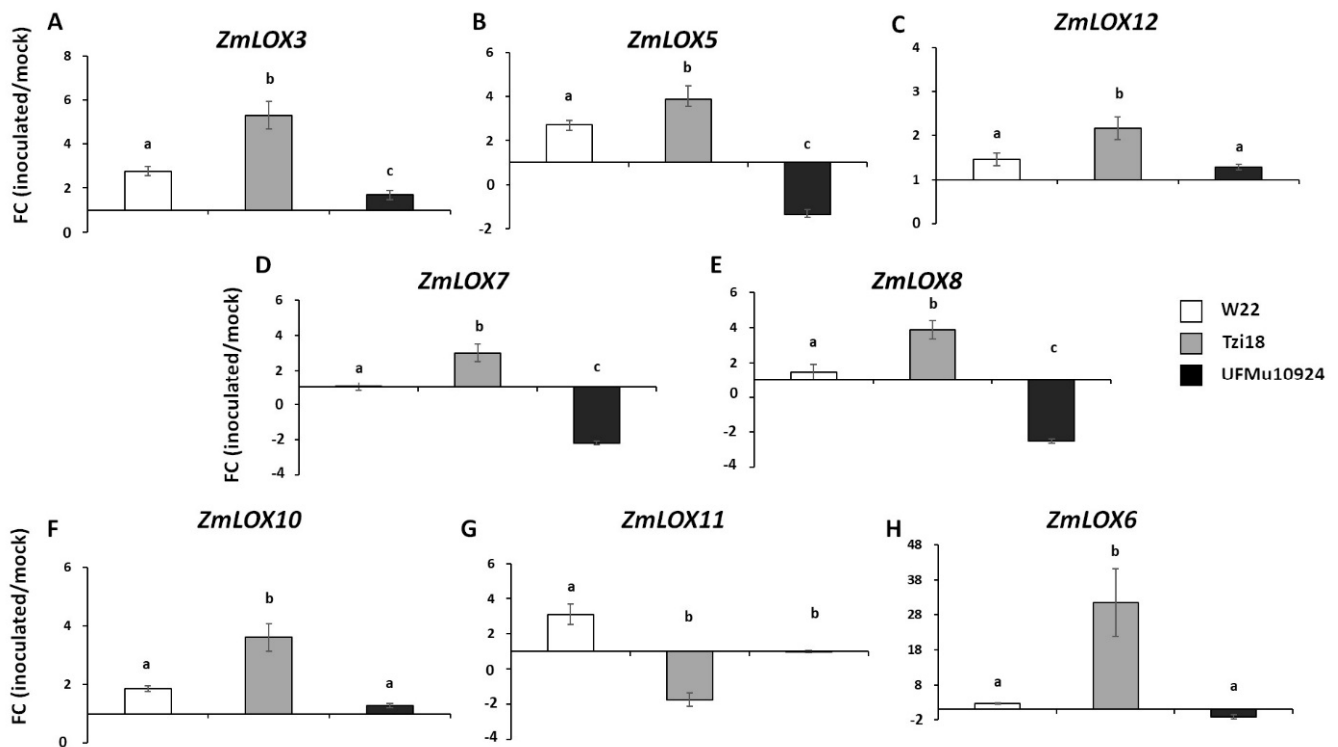 A
ZmLOX3
FC (inoculated/mock)
8
6
4
2
0
a
b
c
B
ZmLOX5
6
4
2
0
-2
a
b
c
C
ZmLOX12
4
3
2
1
0
a
b
a
D
ZmLOX7
FC (inoculated/mock)
6
4
2
0
-2
-4
a
b
c
E
ZmLOX8
6
4
2
0
-2
-4
a
b
c
W22
Tzi18
UFMu10924
F
ZmLOX10
FC (inoculated/mock)
6
4
2
0
a
b
a
G
ZmLOX11
6
4
2
0
-2
-4
a
b
b
H
ZmLOX6
48
38
28
18
8
-2
a
b
a